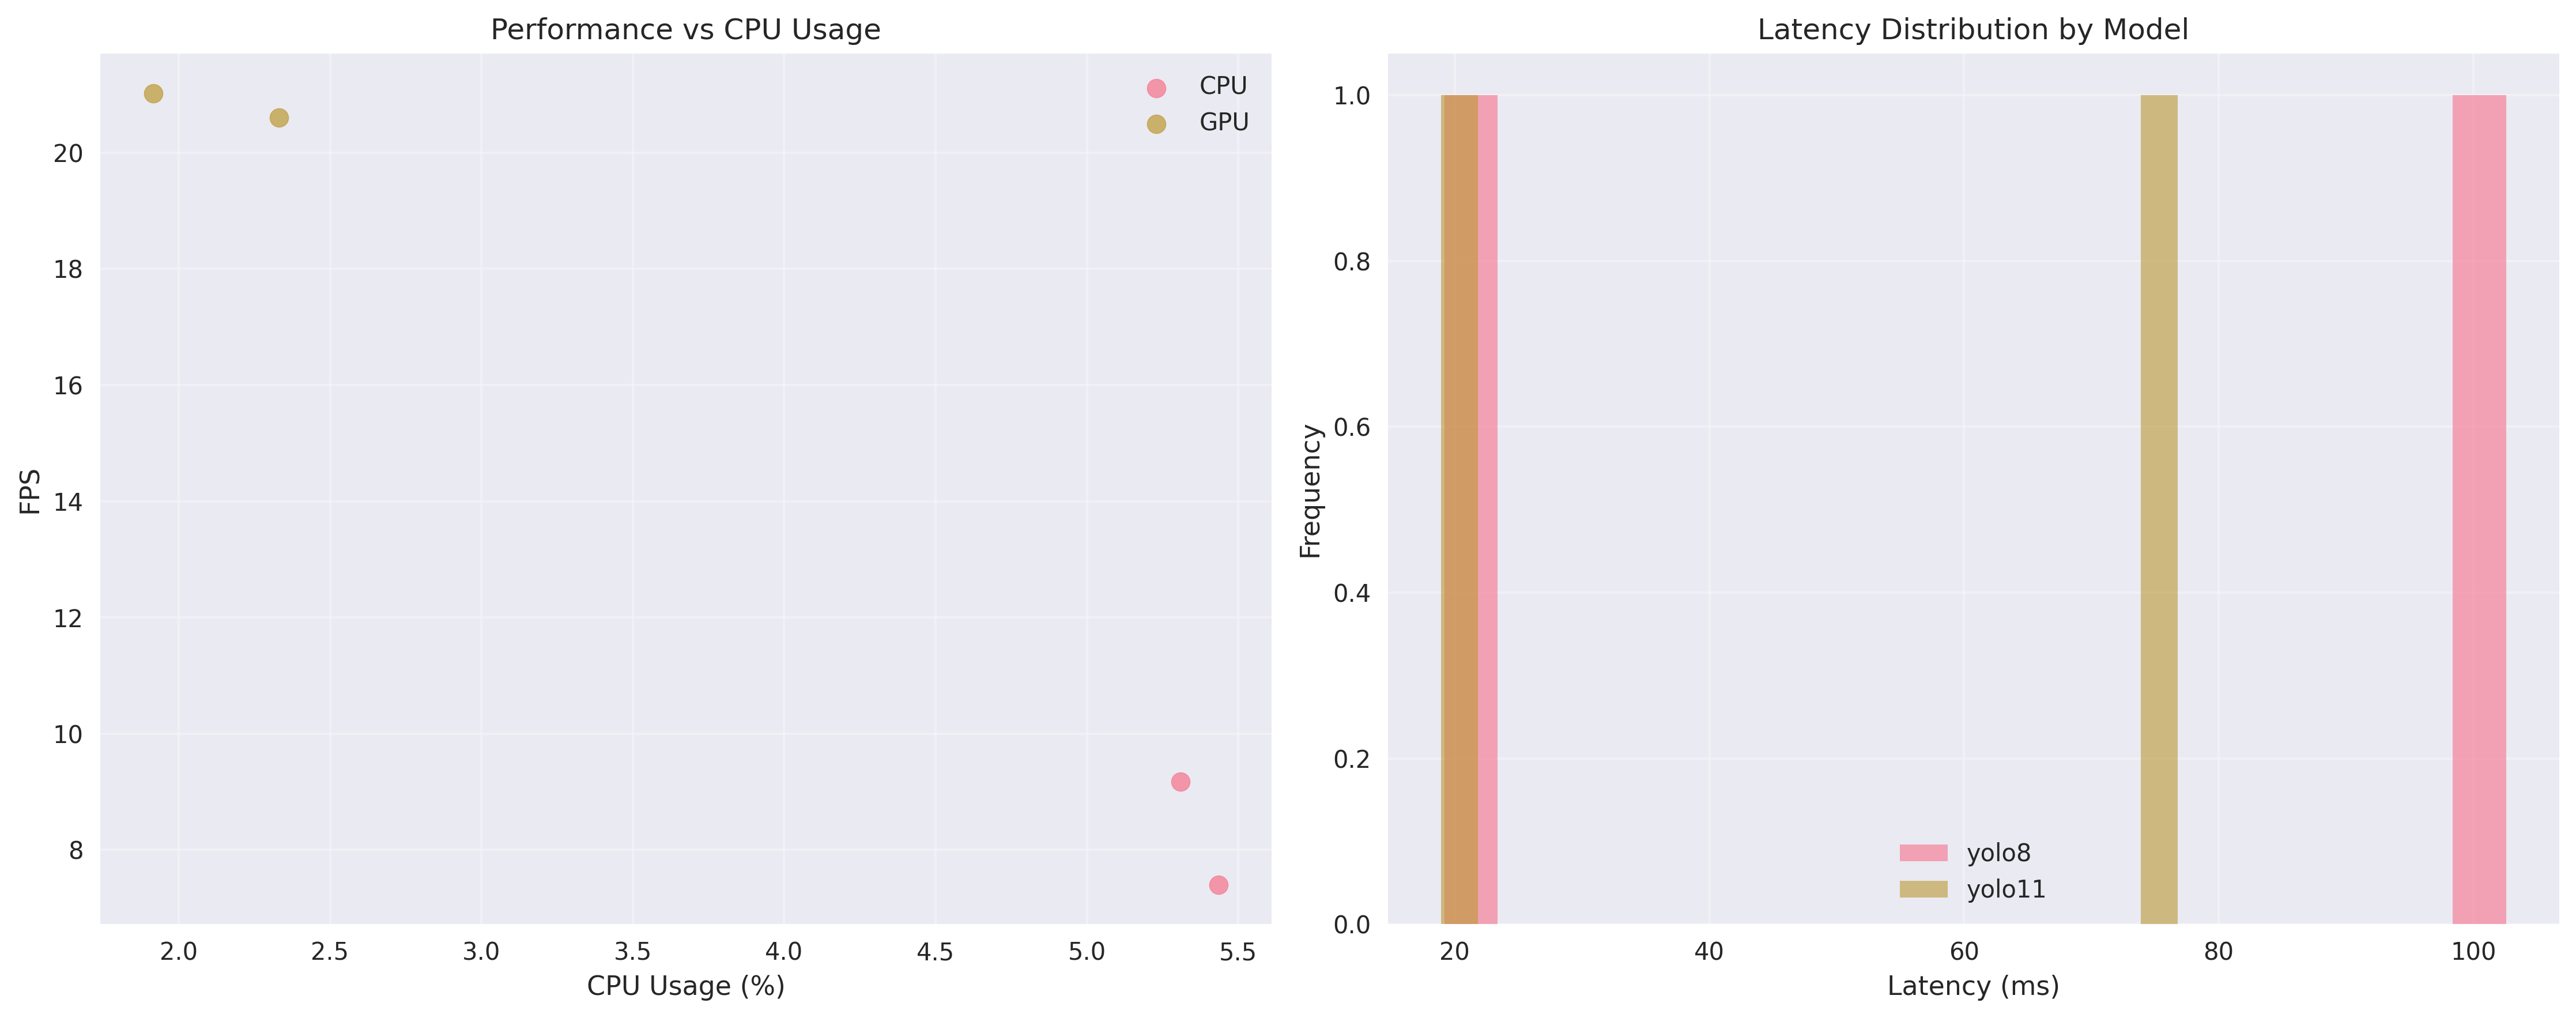 Performance vs CPU Usage
CPU
GPU
20
18
16
14
12
10
8
FPS
2.0 2.5 3.0 3.5 4.0 4.5 5.0 5.5
CPU Usage (%)
Latency Distribution by Model
1.0
0.8
0.6
0.4
0.2
0.0
Frequency
yolo8
yolo11
20 40 60 80 100
Latency (ms)